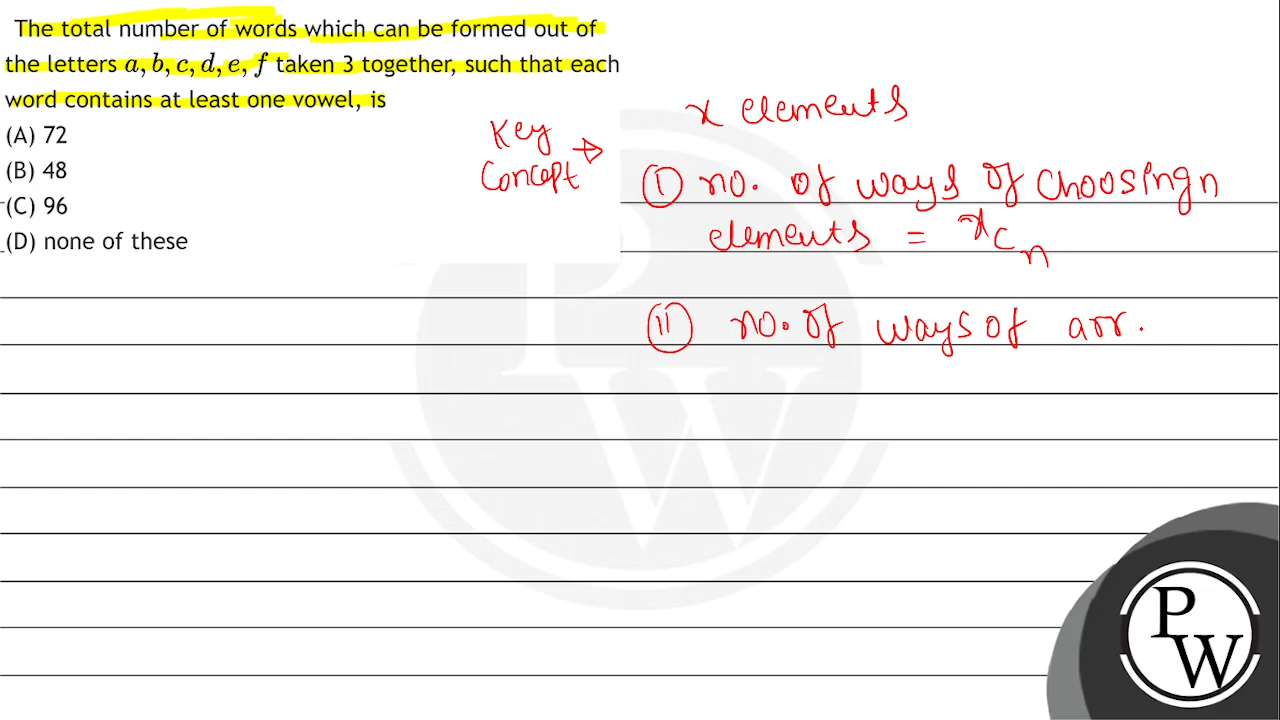 The total number of words which can be formed out of
the letters a, b, c, d, e, f taken 3 together, such that each
word contains at least one vowel, is
(A) 72
(B) 48
(C) 96
(D) none of these
Key
Concept →
x elements
(i) no. of ways of choosing n
elements = ˣCₙ
(ii) no. of ways of arr.
PW
PW